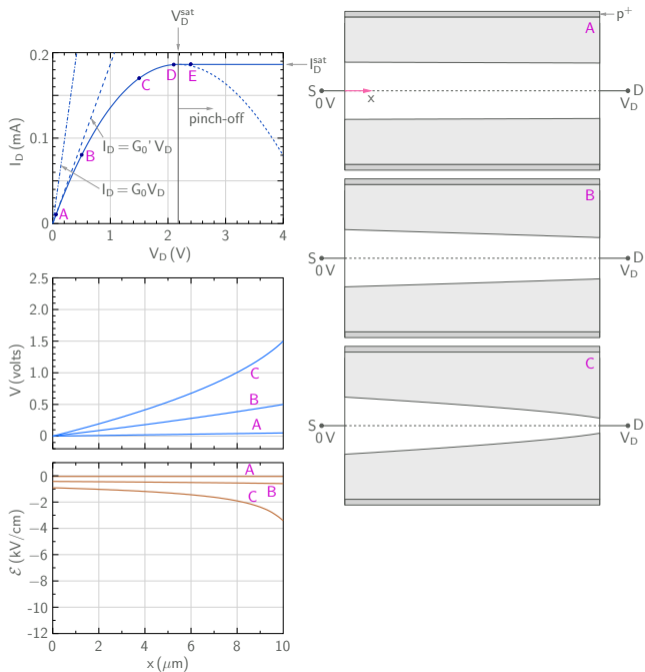 V_D^sat
0.2
0.1
0
I_D (mA)
A
B
C
D
E
I_D^sat
pinch-off
I_D = G_0' V_D
I_D = G_0 V_D
0 1 2 3 4
V_D (V)
2.5
2.0
1.5
1.0
0.5
0
V (volts)
C
B
A
0
-2
-4
-6
-8
-10
-12
ℰ (kV/cm)
A
B
C
0 2 4 6 8 10
x (μm)
p⁺
A
S
0 V
x
D
V_D
B
S
0 V
D
V_D
C
S
0 V
D
V_D